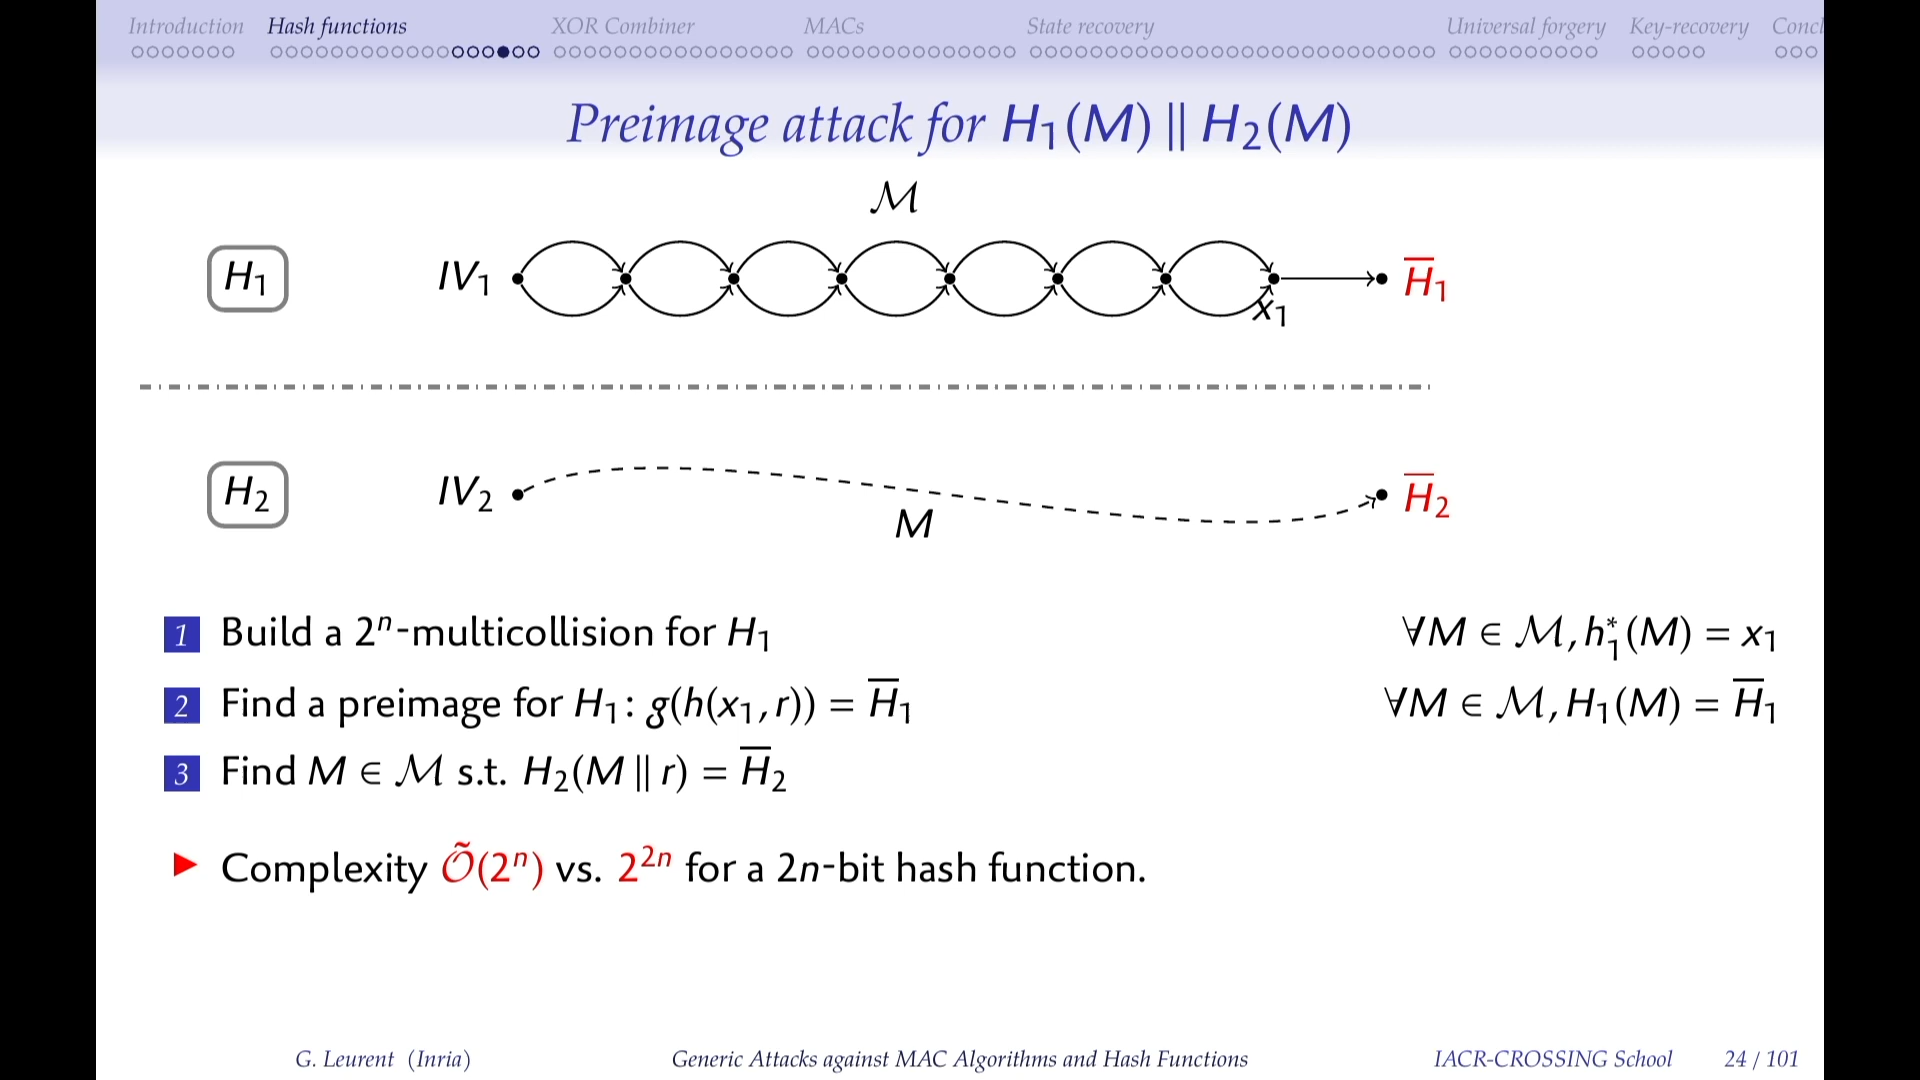 Introduction Hash functions XOR Combiner MACs State recovery Universal forgery Key-recovery Concl
Preimage attack for H₁(M) ∥ H₂(M)
ℳ
H₁ IV₁ x₁ H̅₁
H₂ IV₂ M H̅₂
1 Build a 2ⁿ-multicollision for H₁ ∀M ∈ ℳ, h₁*(M) = x₁
2 Find a preimage for H₁: g(h(x₁, r)) = H̅₁ ∀M ∈ ℳ, H₁(M) = H̅₁
3 Find M ∈ ℳ s.t. H₂(M ∥ r) = H̅₂
▶ Complexity Õ(2ⁿ) vs. 2²ⁿ for a 2n-bit hash function.
G. Leurent (Inria) Generic Attacks against MAC Algorithms and Hash Functions IACR-CROSSING School 24 / 101